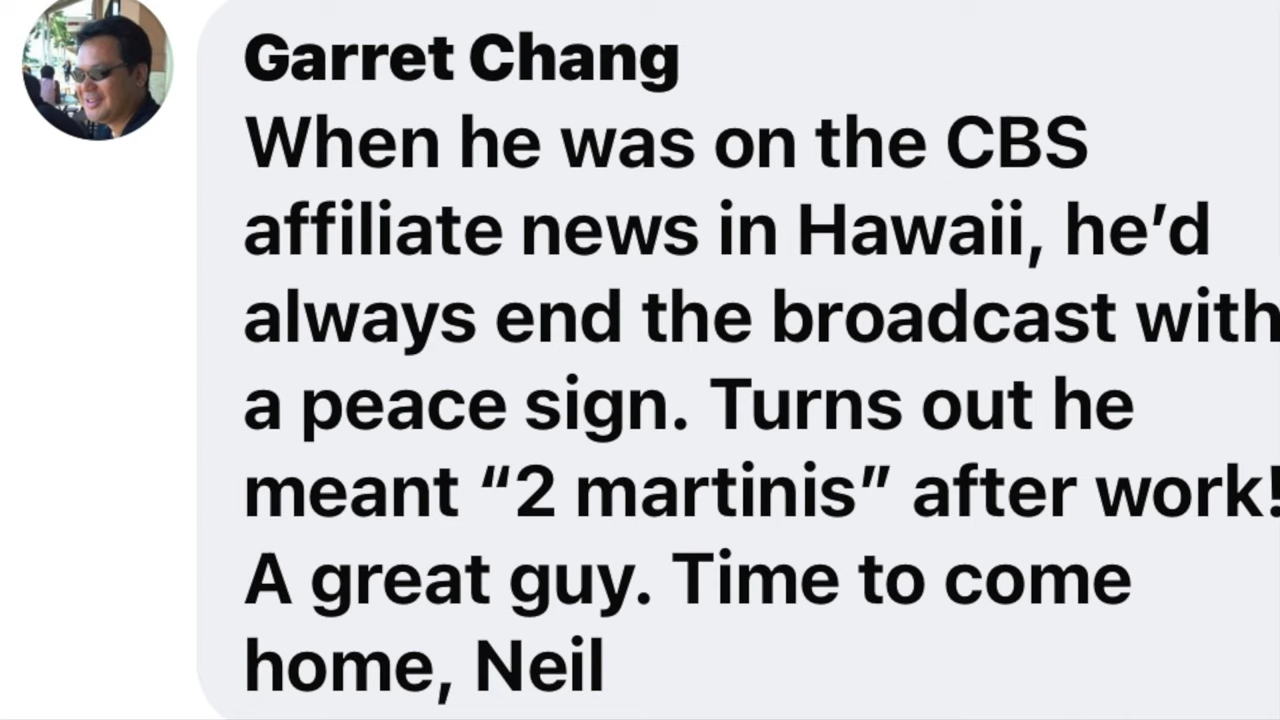 Garret Chang
When he was on the CBS
affiliate news in Hawaii, he’d
always end the broadcast with
a peace sign. Turns out he
meant “2 martinis” after work!
A great guy. Time to come
home, Neil